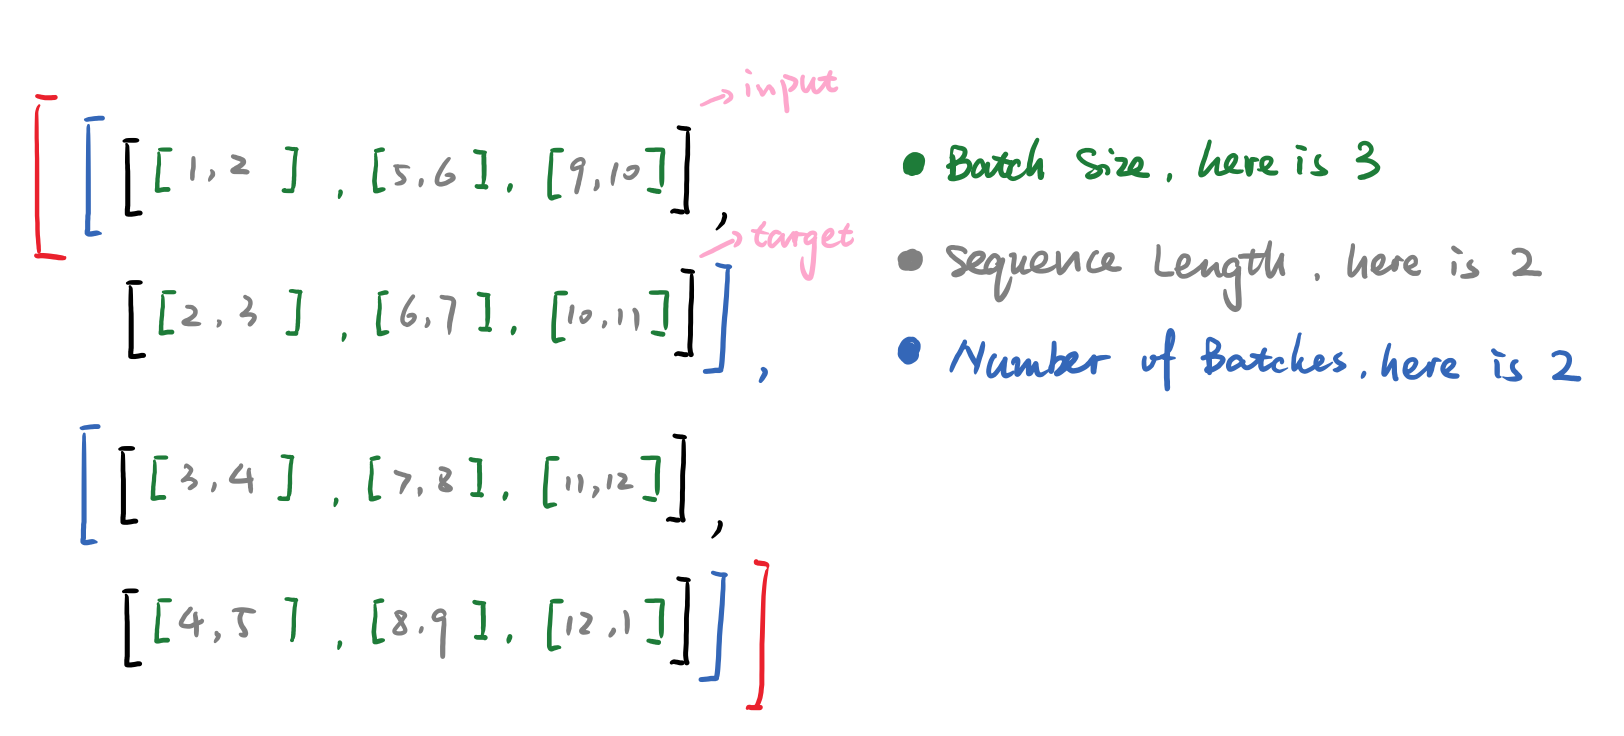 input
[ [ [ [ 1, 2 ] , [ 5, 6 ] , [ 9, 10 ] ] ,
target
[ [ 2, 3 ] , [ 6, 7 ] , [ 10, 11 ] ] ] ,
[ [ [ 3, 4 ] , [ 7, 8 ] , [ 11, 12 ] ] ,
[ [ 4, 5 ] , [ 8, 9 ] , [ 12, 1 ] ] ] ]
Batch Size, here is 3
Sequence Length, here is 2
Number of Batches, here is 2